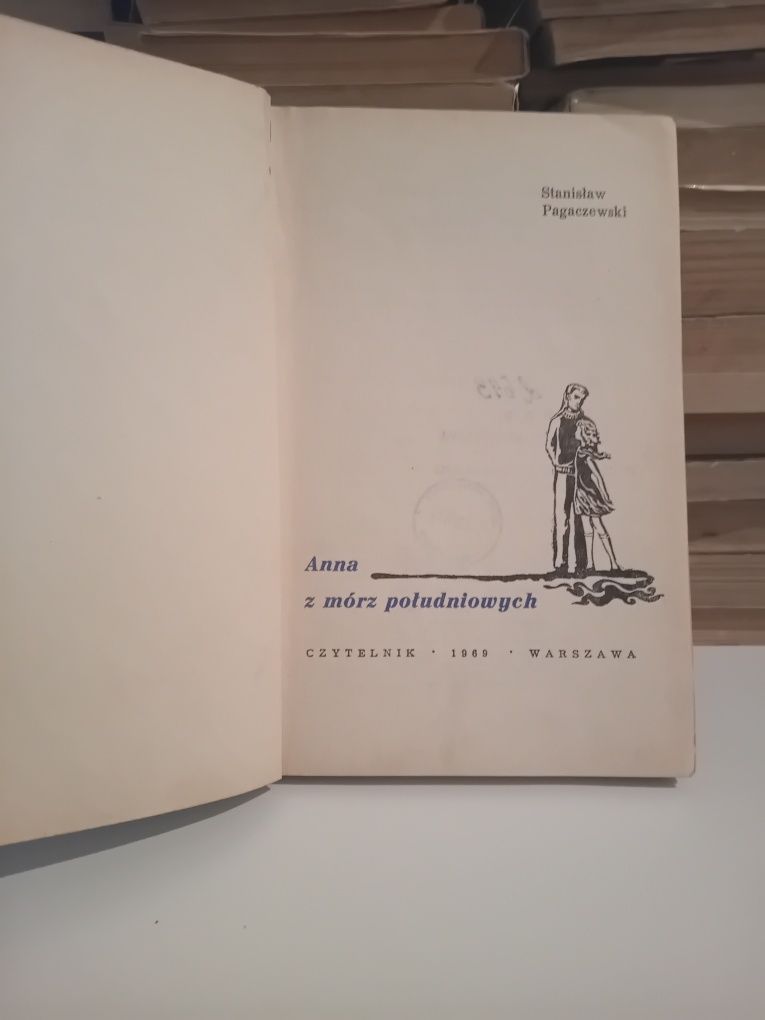 Stanisław
Pagaczewski
Anna
z mórz południowych
CZYTELNIK · 1969 · WARSZAWA